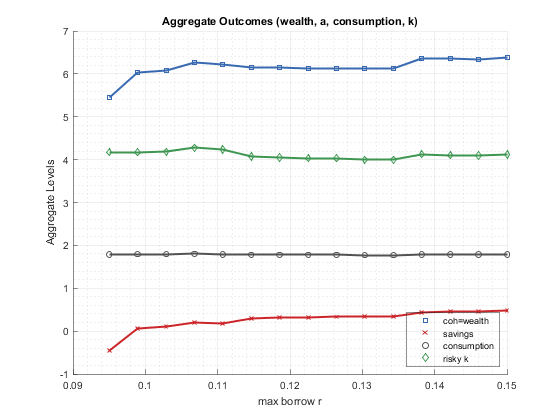 Aggregate Outcomes (wealth, a, consumption, k)
7
6
5
4
3
2
1
0
-1
Aggregate Levels
0.09
0.1
0.11
0.12
0.13
0.14
0.15
max borrow r
coh=wealth
savings
consumption
risky k